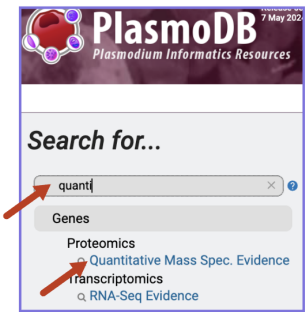 PlasmoDB
7 May 202
Plasmodium Informatics Resources
Search for...
quanti
Genes
Proteomics
Quantitative Mass Spec. Evidence
Transcriptomics
RNA-Seq Evidence